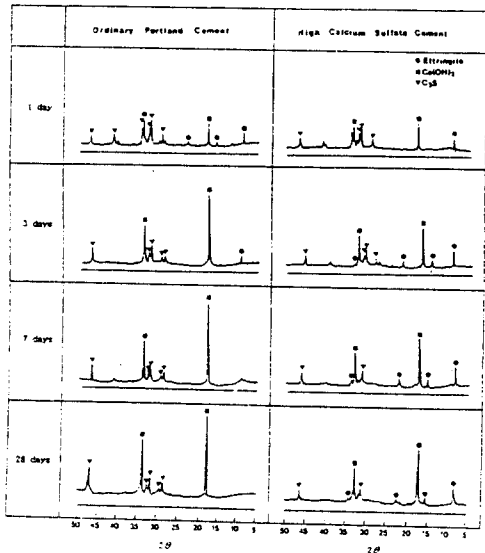 Ordinary Portland Cement
High Calcium Sulfate Cement
Ettringite
Ca(OH)₂
C₃S
1 day
3 days
7 days
28 days
50 45 40 35 30 25 20 15 10 5
50 45 40 35 30 25 20 15 10 5
2θ
2θ